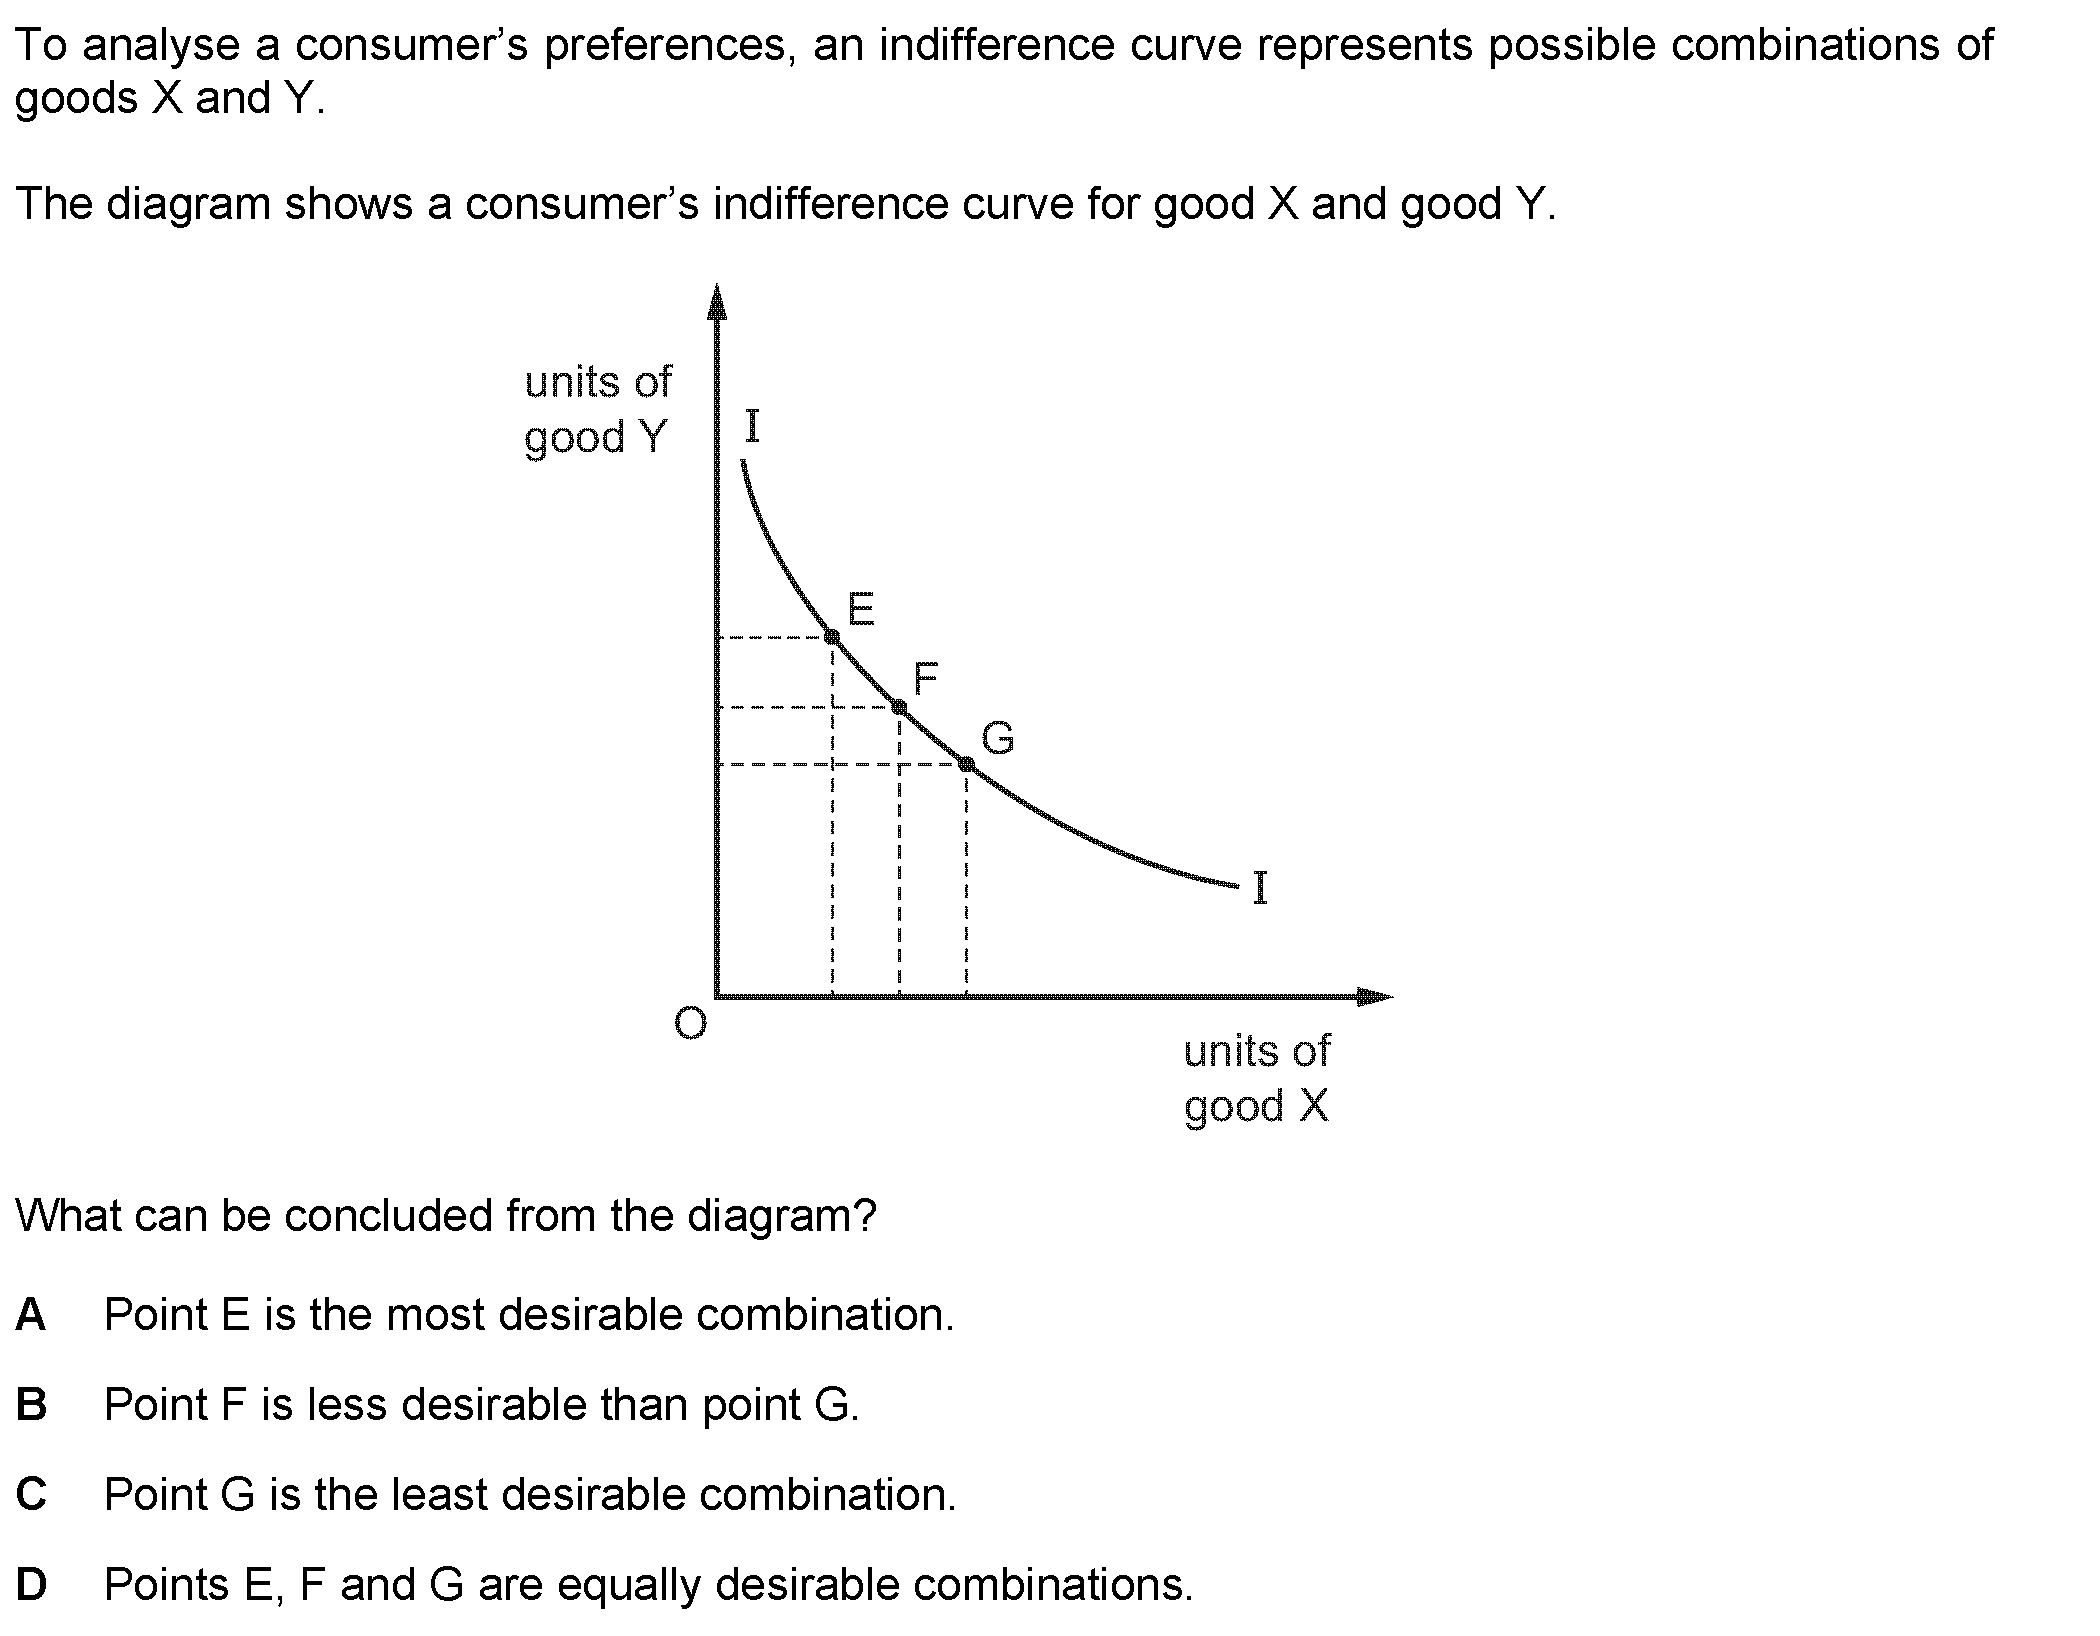 To analyse a consumer’s preferences, an indifference curve represents possible combinations of
goods X and Y.
The diagram shows a consumer’s indifference curve for good X and good Y.
units of
good Y
I
E
F
G
I
O
units of
good X
What can be concluded from the diagram?
A Point E is the most desirable combination.
B Point F is less desirable than point G.
C Point G is the least desirable combination.
D Points E, F and G are equally desirable combinations.